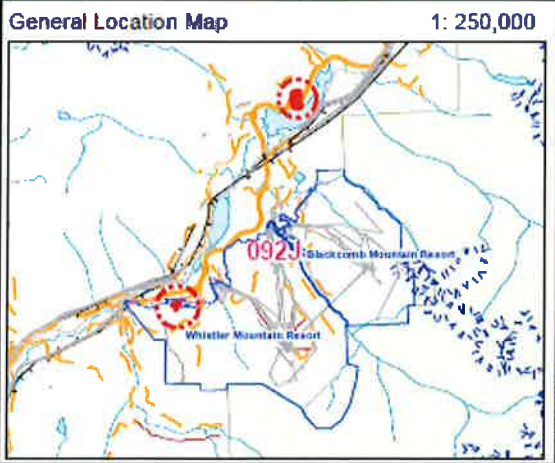 General Location Map 1: 250,000
092J
Blackcomb Mountain Resort
Whistler Mountain Resort